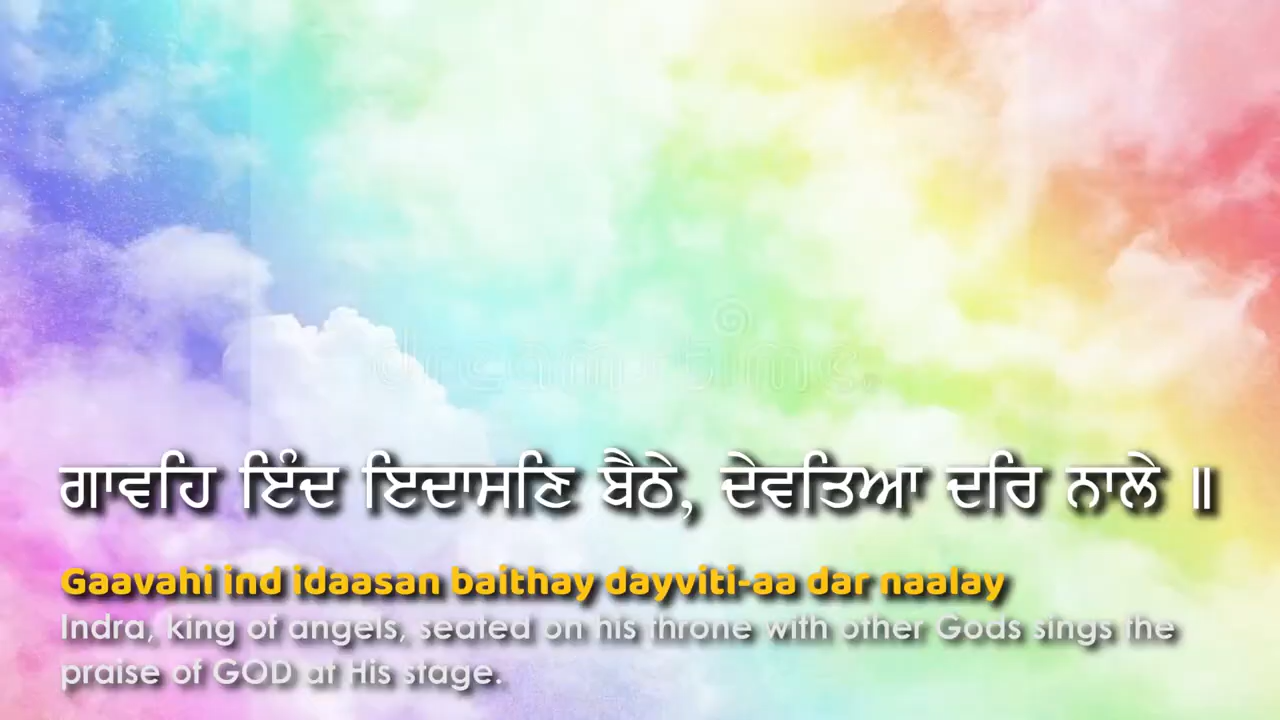 dreamstime
ਗਾਵਹਿ ਇੰਦ ਇਦਾਸਣਿ ਬੈਠੇ, ਦੇਵਤਿਆ ਦਰਿ ਨਾਲੇ ॥
Gaavahi ind idaasan baithay dayviti-aa dar naalay
Indra, king of angels, seated on his throne with other Gods sings the
praise of GOD at His stage.